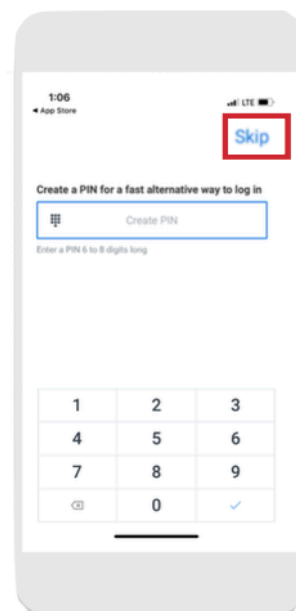 1:06
LTE
◀ App Store
Skip
Create a PIN for a fast alternative way to log in
Create PIN
Enter a PIN 6 to 8 digits long
1 2 3
4 5 6
7 8 9
0